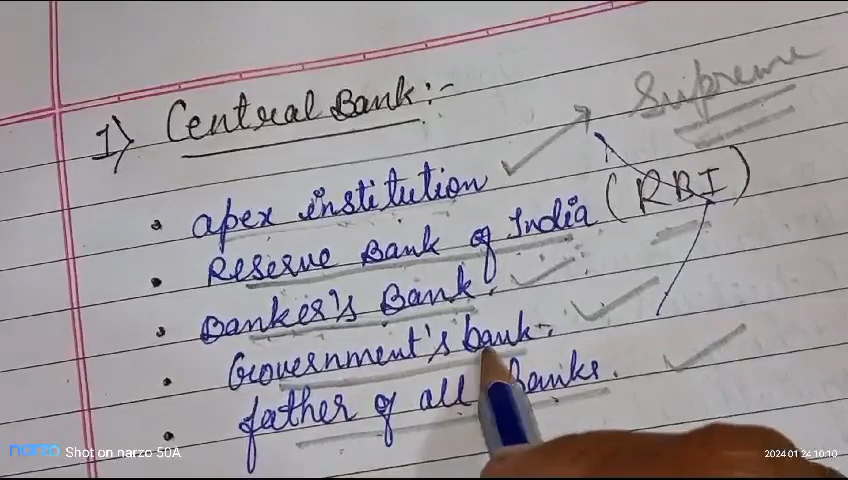 1) Central Bank :-
Supreme
• apex institution
• Reserve Bank of India (RBI)
• Banker's Bank.
• Government's bank.
• father of all banks.
narzo Shot on narzo 50A
2024 01 24 10:10